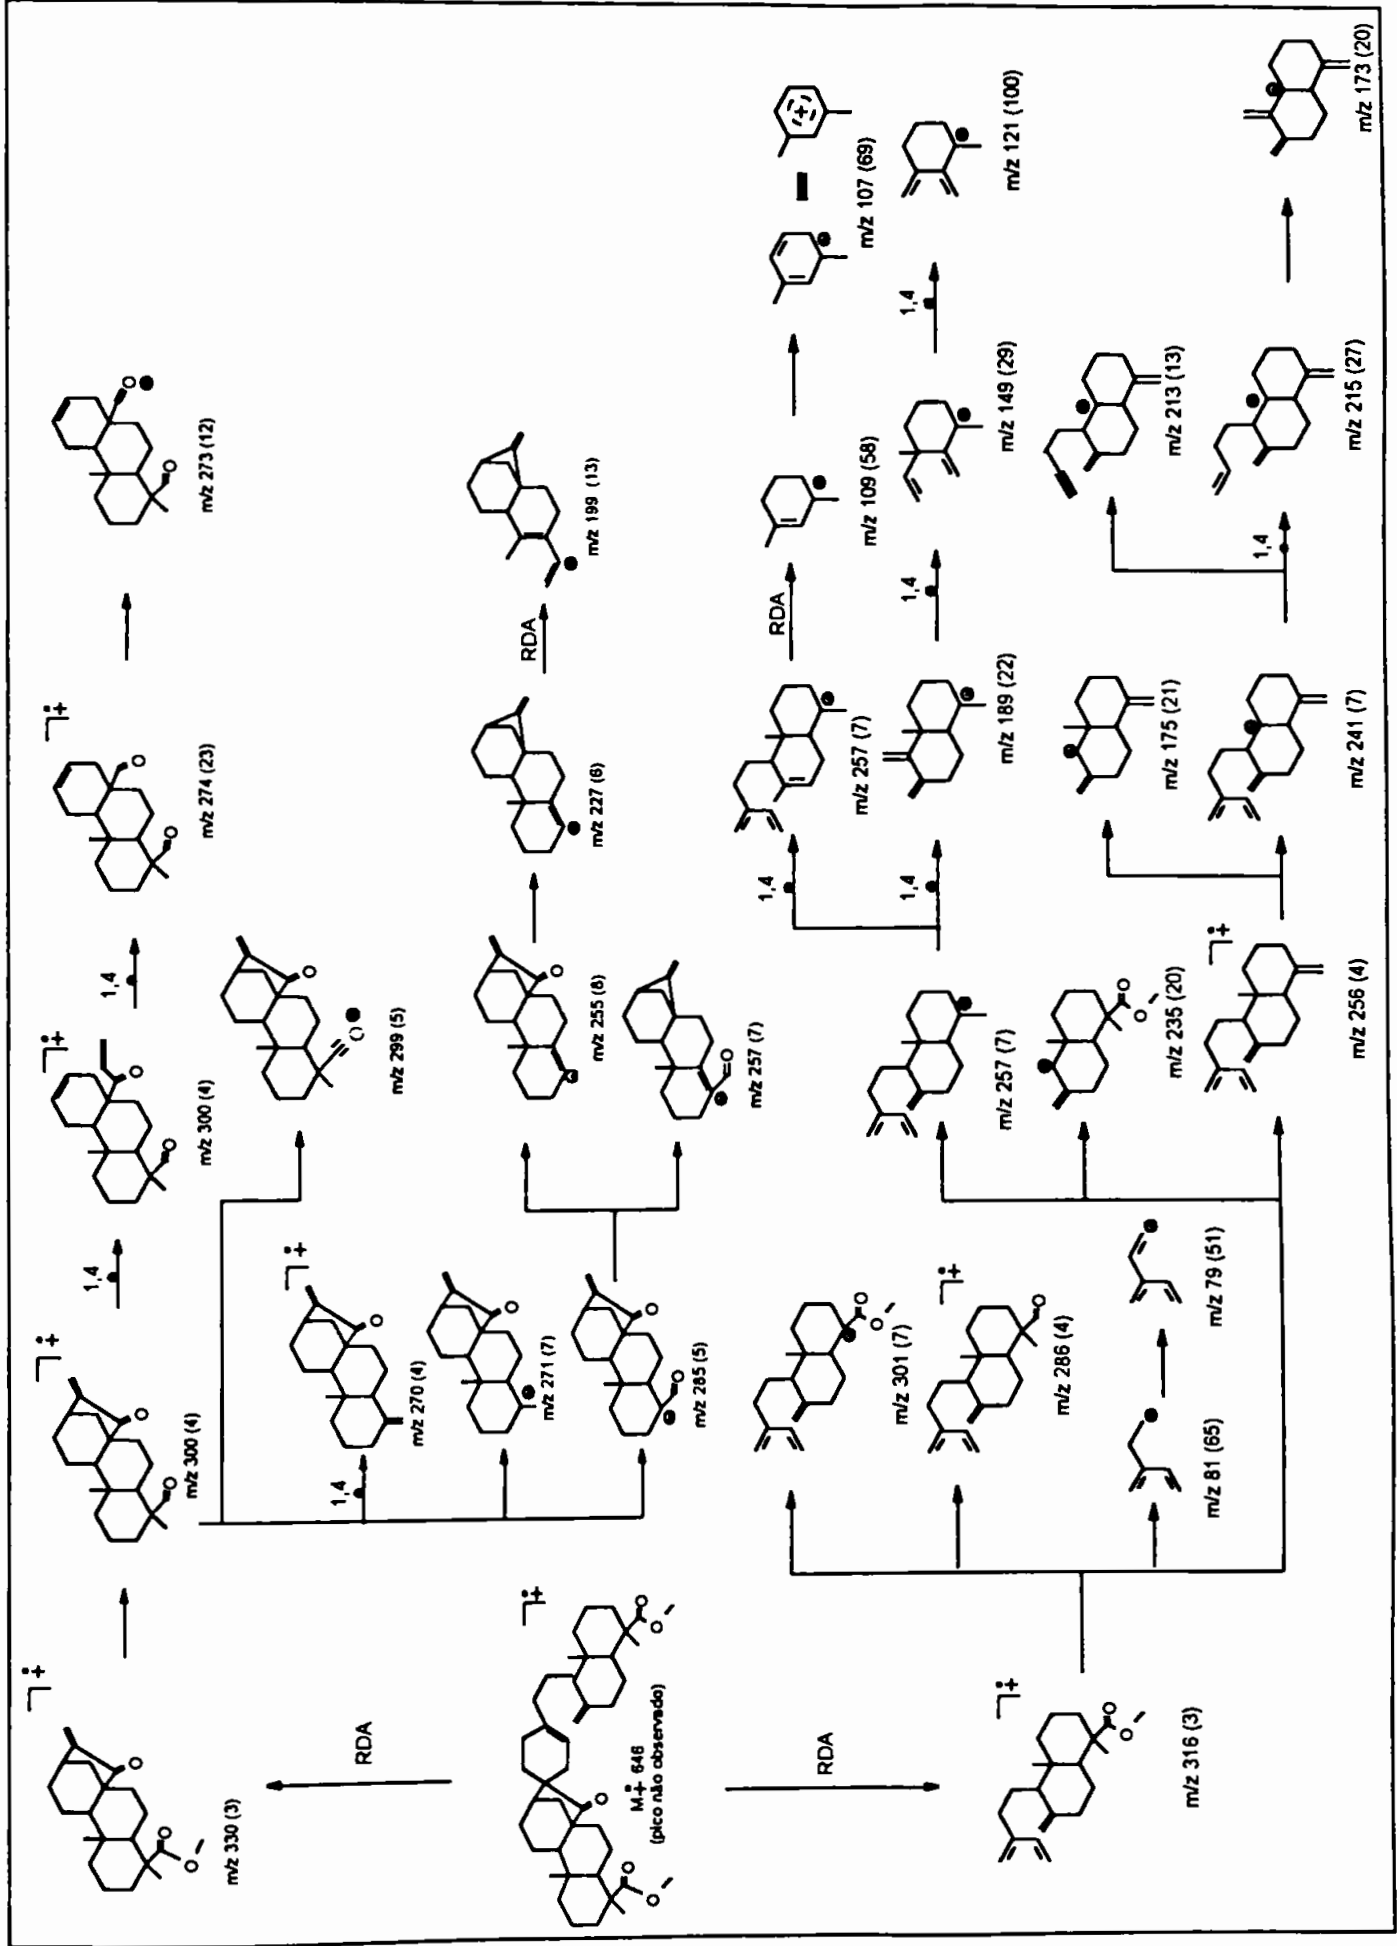 m/z 330 (3)
m/z 300 (4)
1,4
m/z 300 (4)
1,4
m/z 274 (23)
m/z 273 (12)
m/z 299 (5)
1,4
m/z 270 (4)
m/z 271 (7)
m/z 285 (5)
m/z 255 (8)
m/z 257 (7)
m/z 227 (6)
RDA
m/z 199 (13)
RDA
M+ 646
(pico não observado)
RDA
m/z 316 (3)
m/z 301 (7)
m/z 286 (4)
m/z 81 (65)
m/z 79 (51)
m/z 257 (7)
m/z 235 (20)
m/z 256 (4)
1,4
1,4
m/z 257 (7)
RDA
m/z 109 (58)
m/z 107 (69)
m/z 189 (22)
1,4
m/z 149 (29)
1,4
m/z 121 (100)
m/z 175 (21)
m/z 241 (7)
1,4
m/z 213 (13)
m/z 215 (27)
m/z 173 (20)